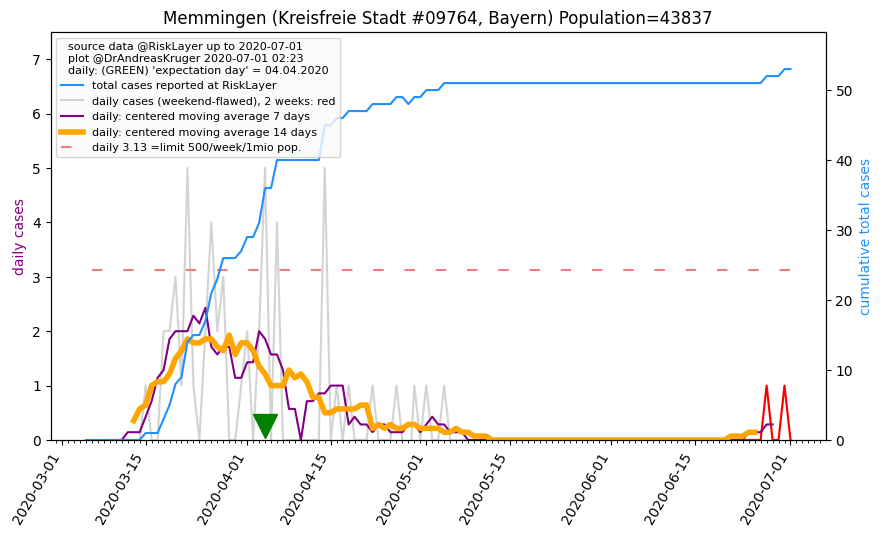 Memmingen (Kreisfreie Stadt #09764, Bayern) Population=43837
source data @RiskLayer up to 2020-07-01
plot @DrAndreasKruger 2020-07-01 02:23
daily: (GREEN) 'expectation day' = 04.04.2020
total cases reported at RiskLayer
daily cases (weekend-flawed), 2 weeks: red
daily: centered moving average 7 days
daily: centered moving average 14 days
daily 3.13 =limit 500/week/1mio pop.
daily cases
7
6
5
4
3
2
1
0
50
40
30
20
10
0
cumulative total cases
2020-03-01
2020-03-15
2020-04-01
2020-04-15
2020-05-01
2020-05-15
2020-06-01
2020-06-15
2020-07-01